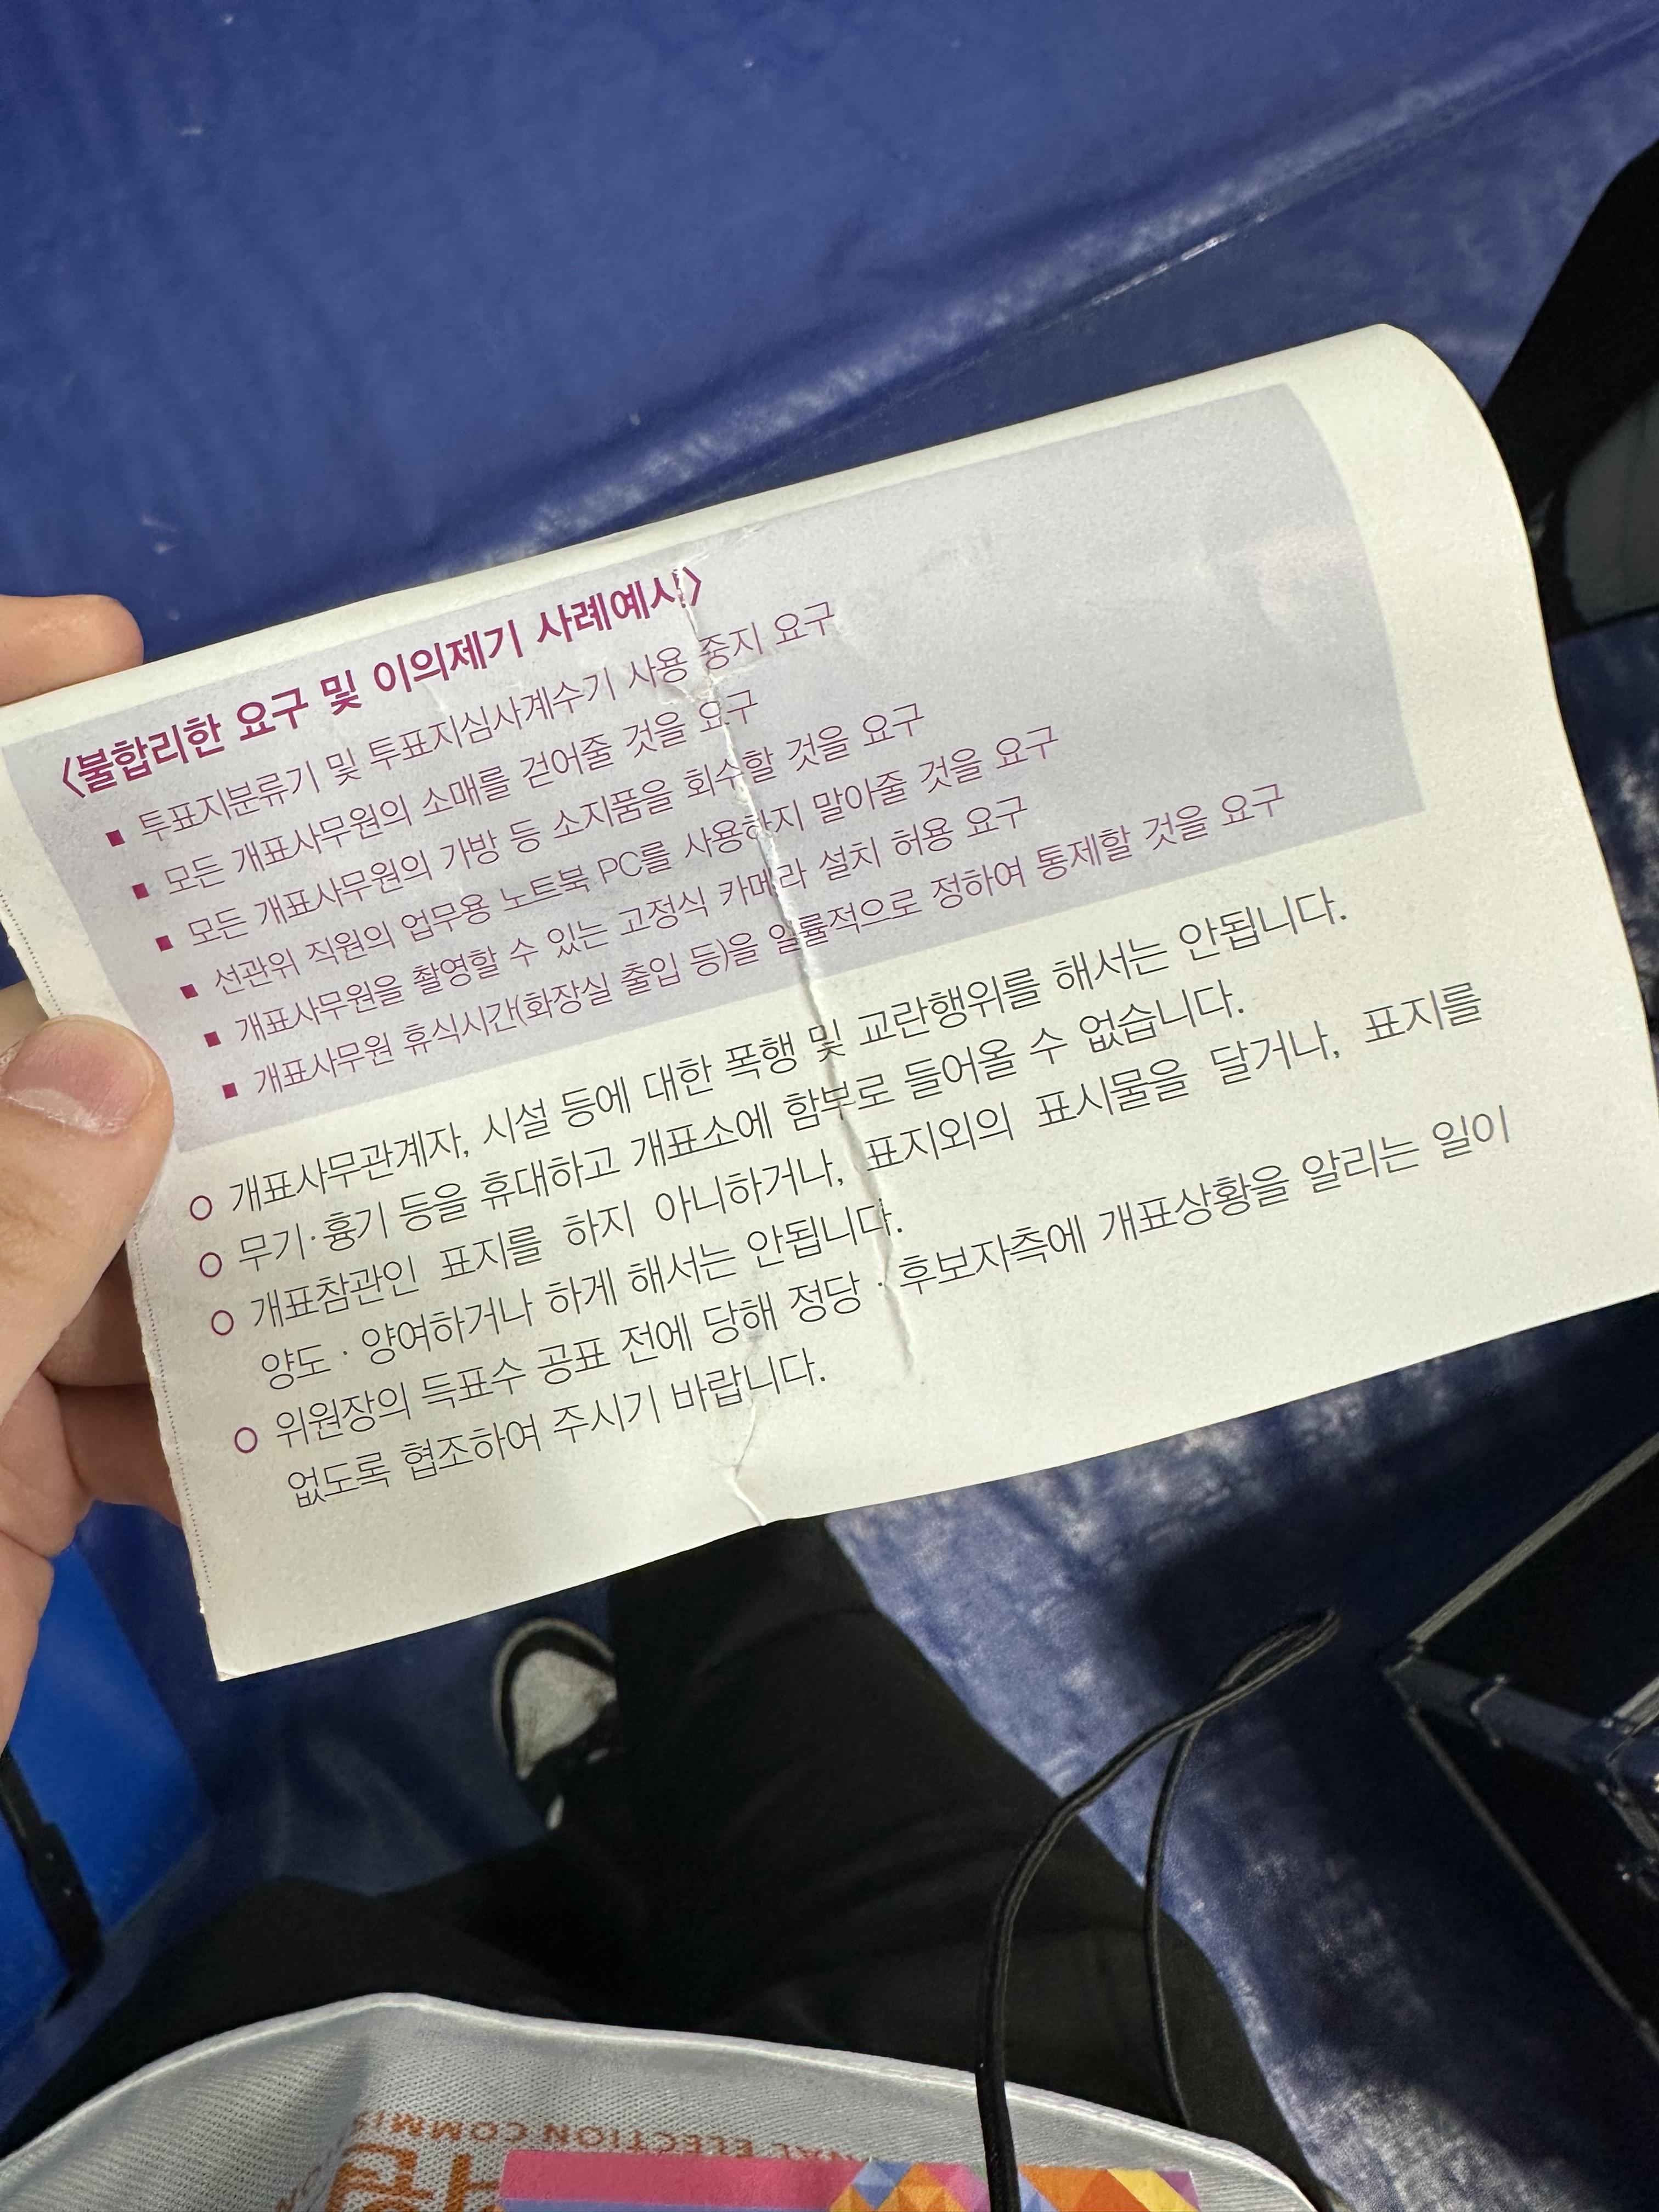 <불합리한 요구 및 이의제기 사례예시>
▪ 투표지분류기 및 투표지심사계수기 사용 중지 요구
▪ 모든 개표사무원의 소매를 걷어줄 것을 요구
▪ 모든 개표사무원의 가방 등 소지품을 회수할 것을 요구
▪ 선관위 직원의 업무용 노트북 PC를 사용하지 말아줄 것을 요구
▪ 개표사무원을 촬영할 수 있는 고정식 카메라 설치 허용 요구
▪ 개표사무원 휴식시간(화장실 출입 등)을 일률적으로 정하여 통제할 것을 요구
○ 개표사무관계자, 시설 등에 대한 폭행 및 교란행위를 해서는 안됩니다.
○ 무기·흉기 등을 휴대하고 개표소에 함부로 들어올 수 없습니다.
○ 개표참관인 표지를 하지 아니하거나, 표지외의 표시물을 달거나, 표지를
양도 · 양여하거나 하게 해서는 안됩니다.
○ 위원장의 득표수 공표 전에 당해 정당 · 후보자측에 개표상황을 알리는 일이
없도록 협조하여 주시기 바랍니다.
ELECTION